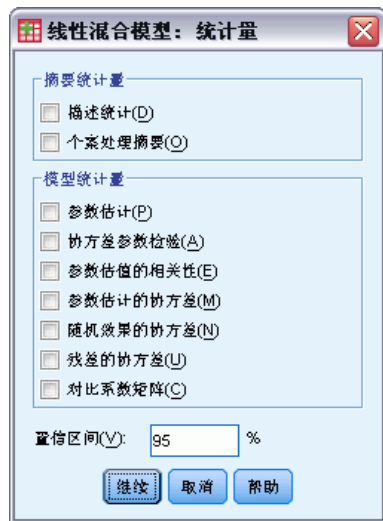 线性混合模型：统计量
摘要统计量
描述统计(D)
个案处理摘要(O)
模型统计量
参数估计(P)
协方差参数检验(A)
参数估值的相关性(E)
参数估计的协方差(M)
随机效果的协方差(N)
残差的协方差(U)
对比系数矩阵(C)
置信区间(V): 95 %
继续 取消 帮助